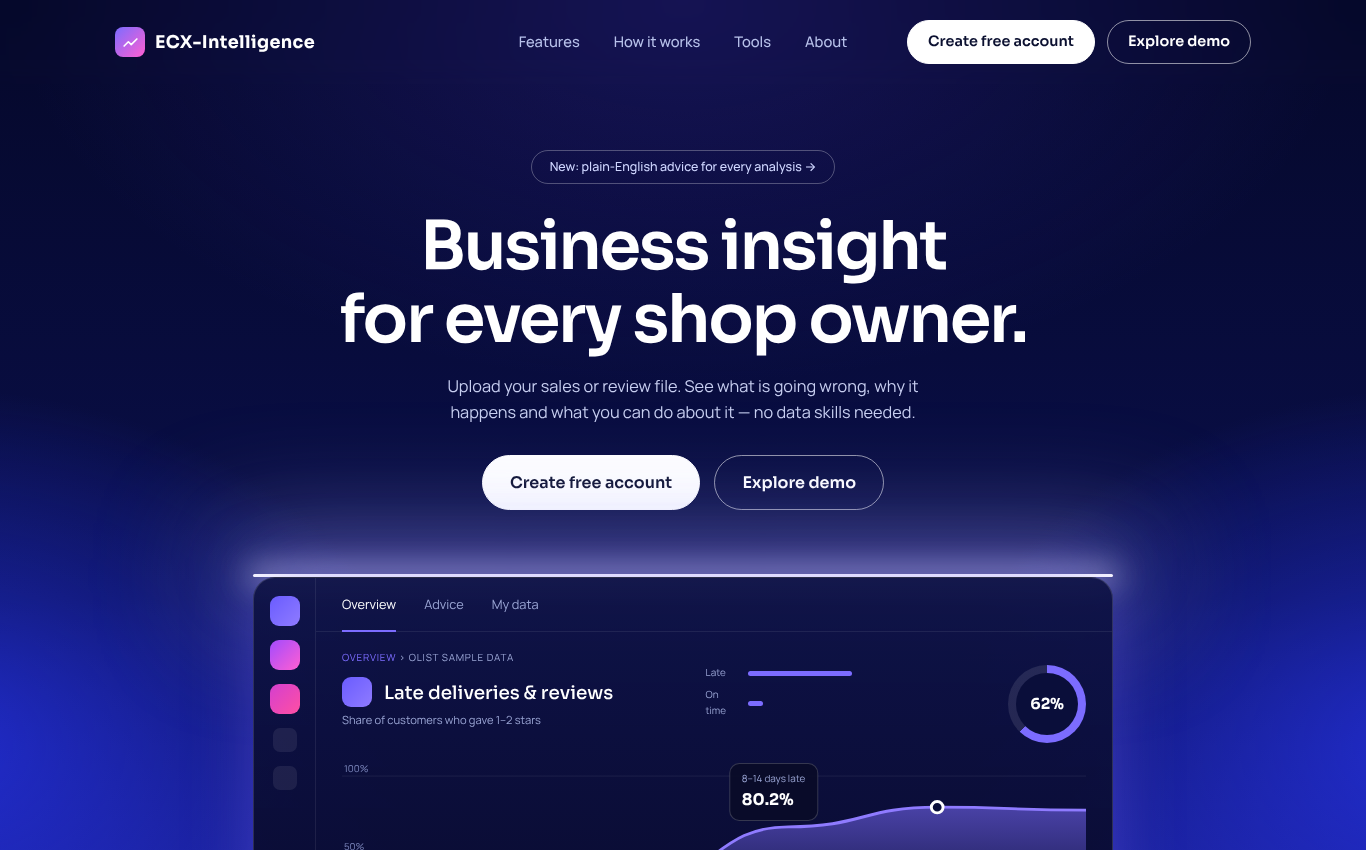 ECX-Intelligence
Features How it works Tools About Create free account Explore demo
New: plain-English advice for every analysis →
Business insight
for every shop owner.
Upload your sales or review file. See what is going wrong, why it
happens and what you can do about it — no data skills needed.
Create free account Explore demo
Overview Advice My data
OVERVIEW › OLIST SAMPLE DATA
Late deliveries & reviews
Share of customers who gave 1–2 stars
Late
On
time
62%
100%
8–14 days late
80.2%
50%